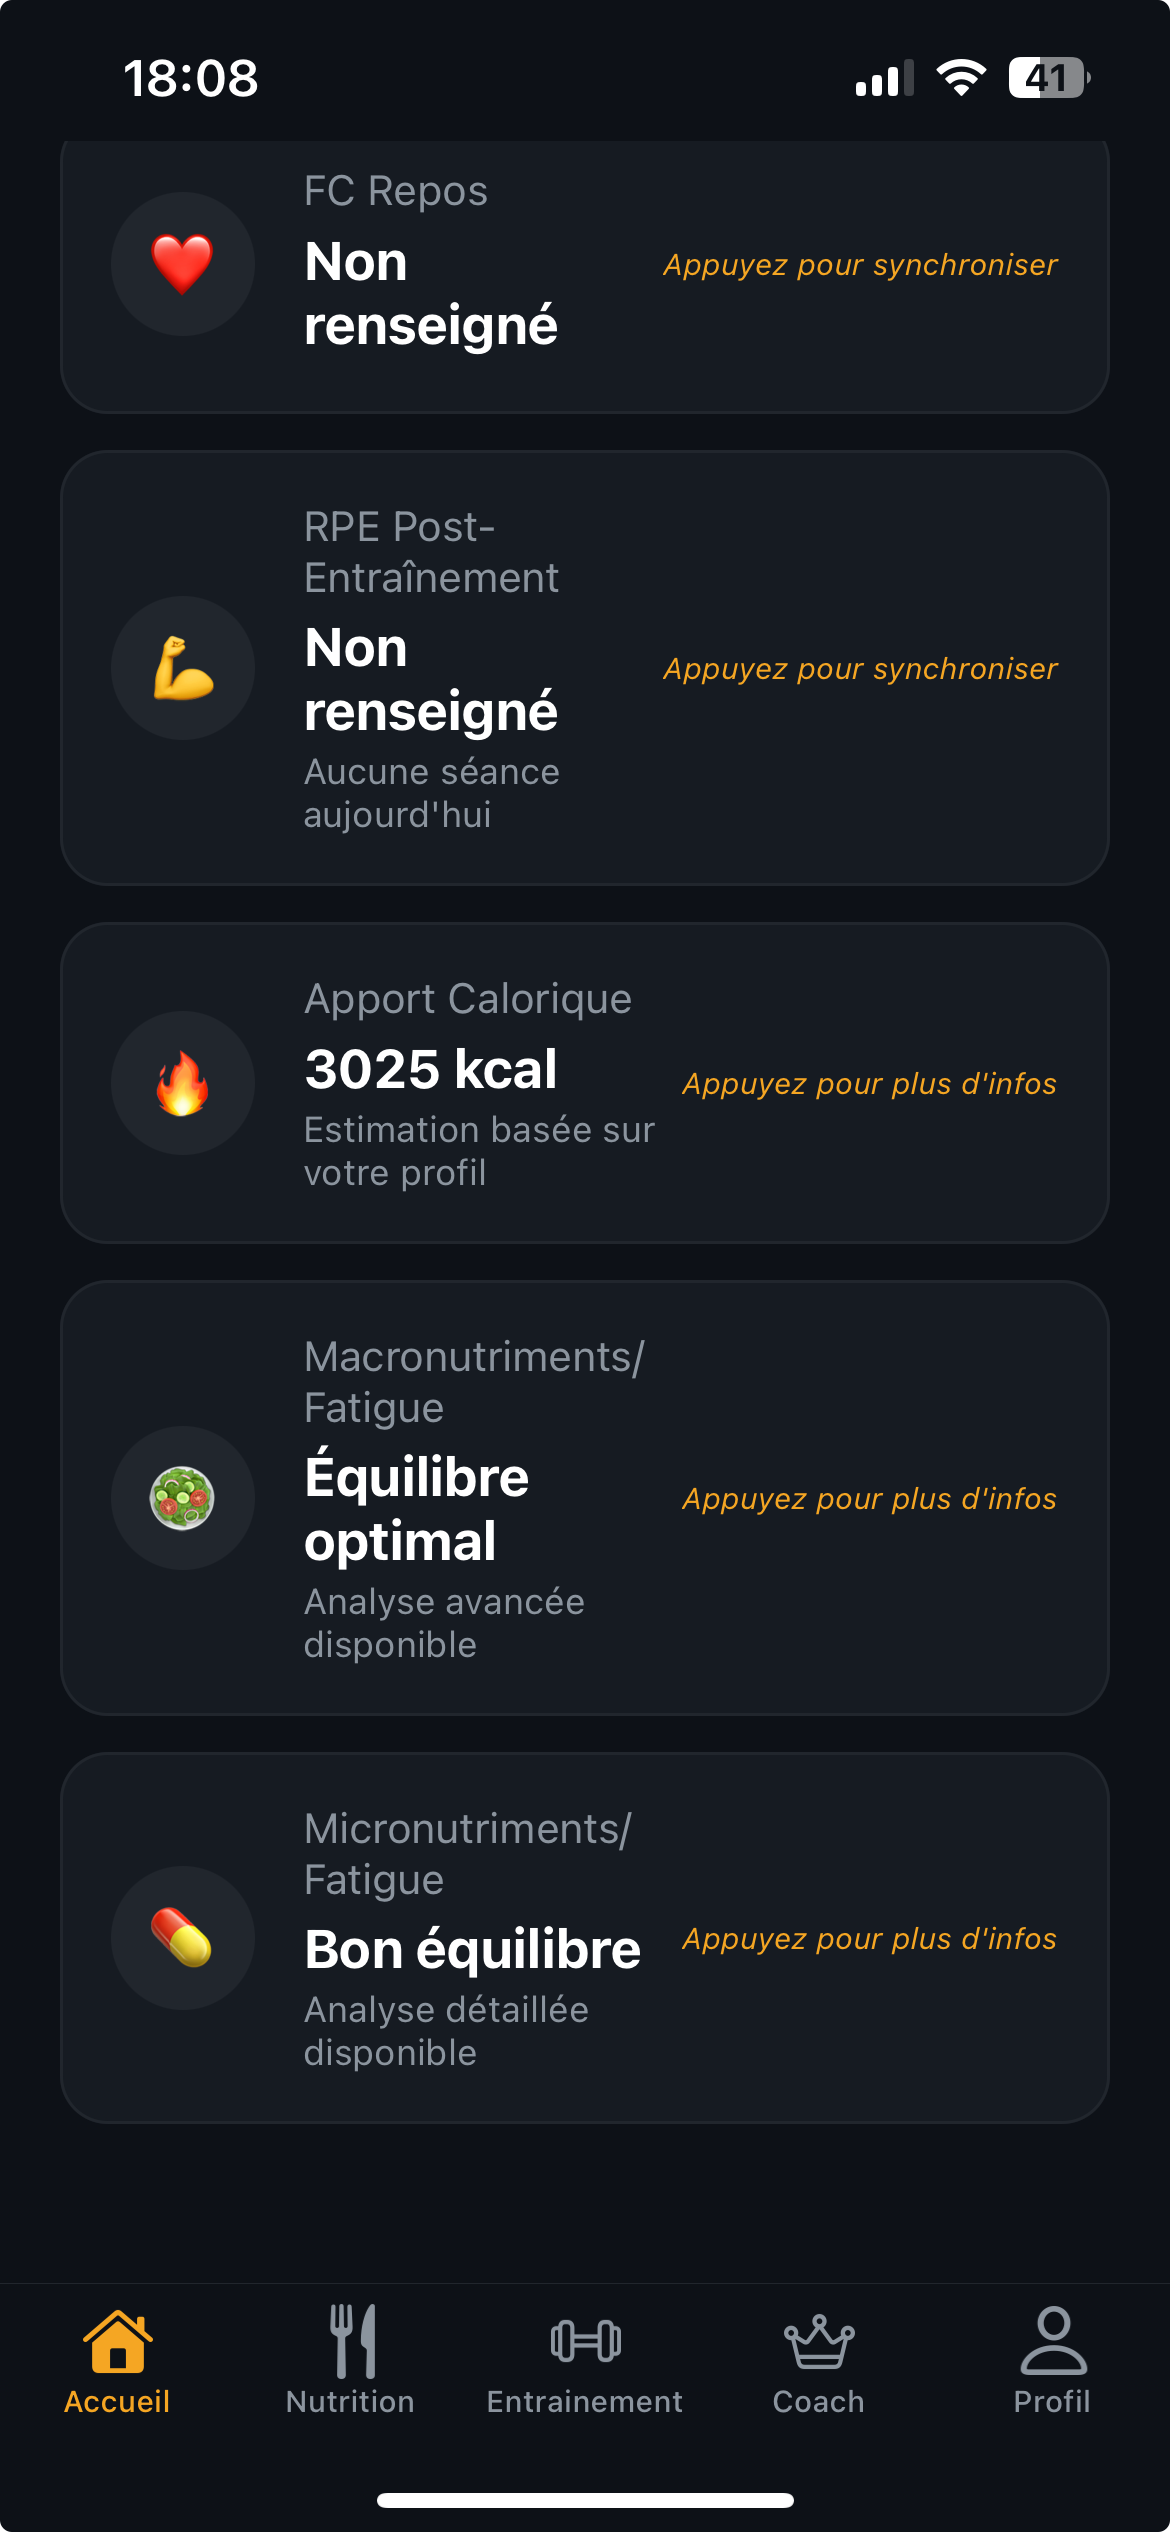 18:08
41
FC Repos
Non
renseigné
Appuyez pour synchroniser
RPE Post-
Entraînement
Non
renseigné
Appuyez pour synchroniser
Aucune séance
aujourd'hui
Apport Calorique
3025 kcal
Appuyez pour plus d'infos
Estimation basée sur
votre profil
Macronutriments/
Fatigue
Équilibre
optimal
Appuyez pour plus d'infos
Analyse avancée
disponible
Micronutriments/
Fatigue
Bon équilibre
Appuyez pour plus d'infos
Analyse détaillée
disponible
Accueil
Nutrition
Entrainement
Coach
Profil